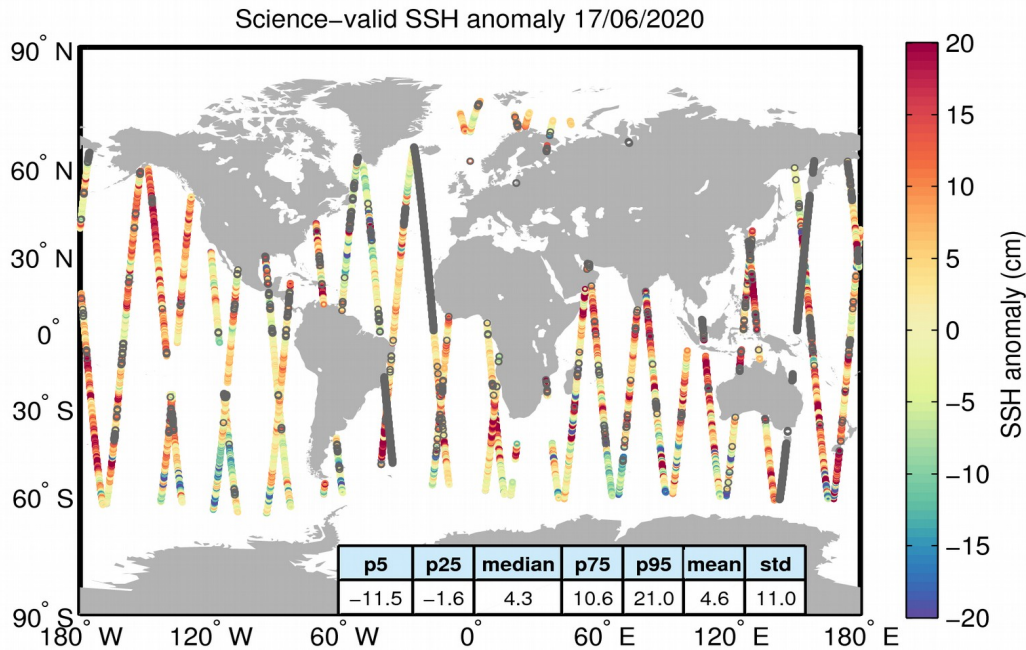 Science−valid SSH anomaly 17/06/2020
90° N
60° N
30° N
0°
30° S
60° S
90° S
180° W
120° W
60° W
0°
60° E
120° E
180° E
p5 p25 median p75 p95 mean std
−11.5 −1.6 4.3 10.6 21.0 4.6 11.0
20
15
10
5
0
−5
−10
−15
−20
SSH anomaly (cm)